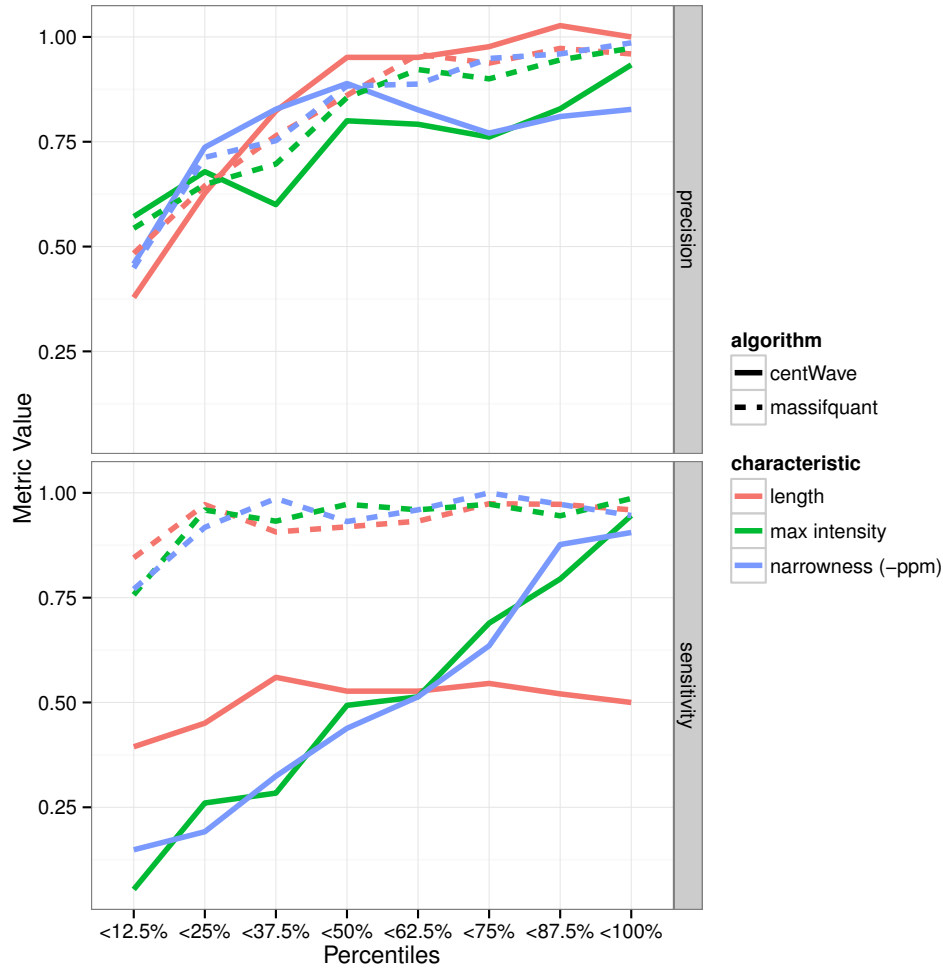 Metric Value
1.00
0.75
0.50
0.25
precision
1.00
0.75
0.50
0.25
sensitivity
<12.5% <25% <37.5% <50% <62.5% <75% <87.5% <100%
Percentiles
algorithm
centWave
massifquant
characteristic
length
max intensity
narrowness (−ppm)